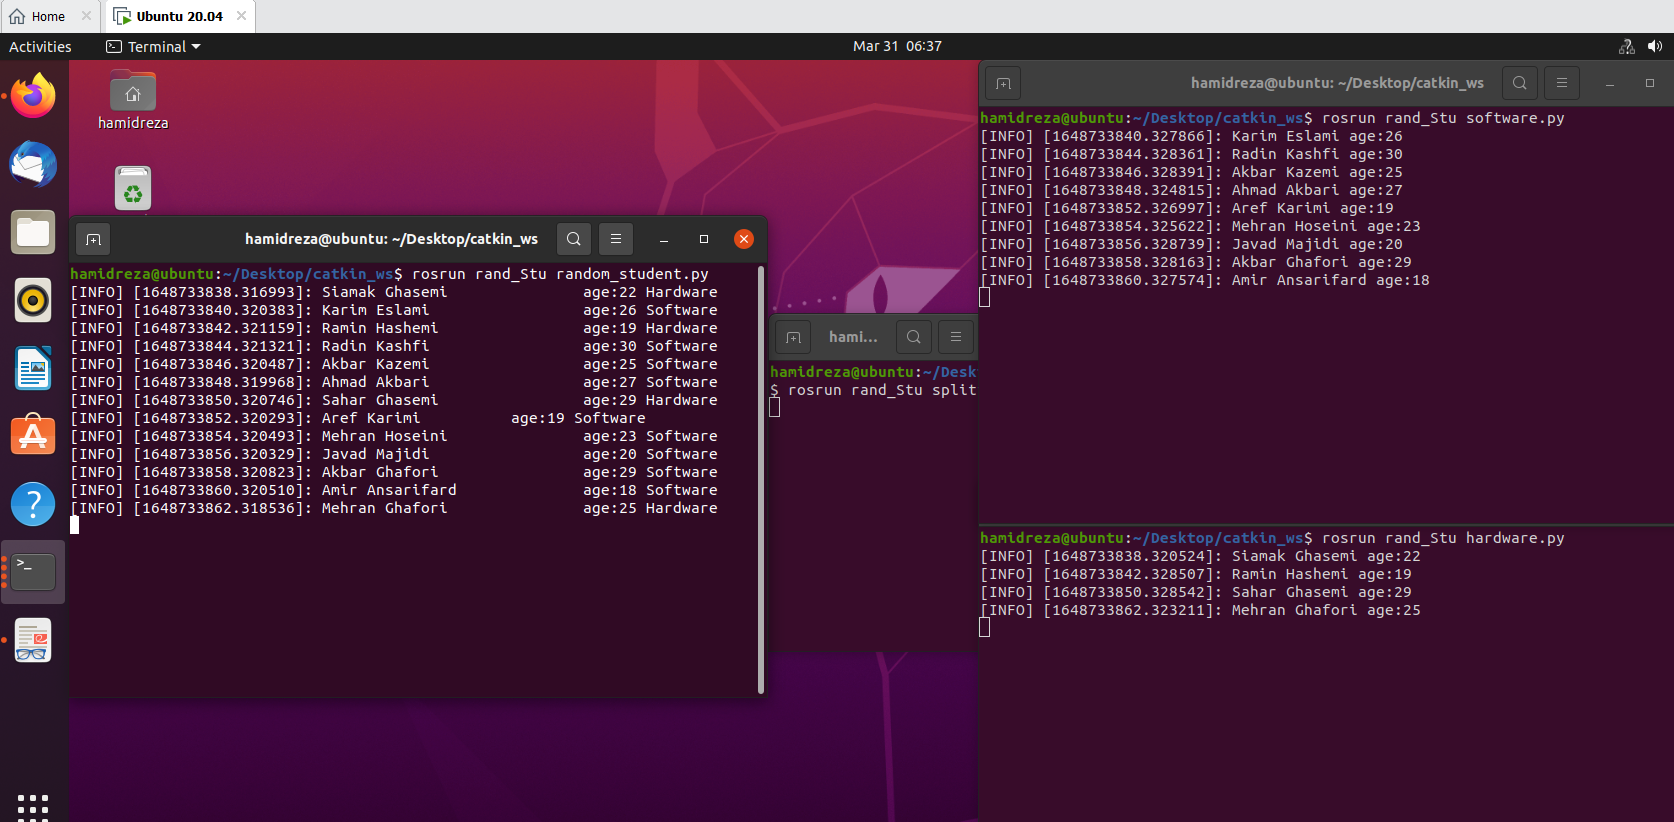 Home
Ubuntu 20.04
Activities
Terminal
Mar 31 06:37
hamidreza
hamidreza@ubuntu: ~/Desktop/catkin_ws
hamidreza@ubuntu:~/Desktop/catkin_ws$ rosrun rand_Stu random_student.py
[INFO] [1648733838.316993]: Siamak Ghasemi age:22 Hardware
[INFO] [1648733840.320383]: Karim Eslami age:26 Software
[INFO] [1648733842.321159]: Ramin Hashemi age:19 Hardware
[INFO] [1648733844.321321]: Radin Kashfi age:30 Software
[INFO] [1648733846.320487]: Akbar Kazemi age:25 Software
[INFO] [1648733848.319968]: Ahmad Akbari age:27 Software
[INFO] [1648733850.320746]: Sahar Ghasemi age:29 Hardware
[INFO] [1648733852.320293]: Aref Karimi age:19 Software
[INFO] [1648733854.320493]: Mehran Hoseini age:23 Software
[INFO] [1648733856.320329]: Javad Majidi age:20 Software
[INFO] [1648733858.320823]: Akbar Ghafori age:29 Software
[INFO] [1648733860.320510]: Amir Ansarifard age:18 Software
[INFO] [1648733862.318536]: Mehran Ghafori age:25 Hardware
hami...
hamidreza@ubuntu:~/Desk
$ rosrun rand_Stu split
hamidreza@ubuntu: ~/Desktop/catkin_ws
hamidreza@ubuntu:~/Desktop/catkin_ws$ rosrun rand_Stu software.py
[INFO] [1648733840.327866]: Karim Eslami age:26
[INFO] [1648733844.328361]: Radin Kashfi age:30
[INFO] [1648733846.328391]: Akbar Kazemi age:25
[INFO] [1648733848.324815]: Ahmad Akbari age:27
[INFO] [1648733852.326997]: Aref Karimi age:19
[INFO] [1648733854.325622]: Mehran Hoseini age:23
[INFO] [1648733856.328739]: Javad Majidi age:20
[INFO] [1648733858.328163]: Akbar Ghafori age:29
[INFO] [1648733860.327574]: Amir Ansarifard age:18
hamidreza@ubuntu:~/Desktop/catkin_ws$ rosrun rand_Stu hardware.py
[INFO] [1648733838.320524]: Siamak Ghasemi age:22
[INFO] [1648733842.328507]: Ramin Hashemi age:19
[INFO] [1648733850.328542]: Sahar Ghasemi age:29
[INFO] [1648733862.323211]: Mehran Ghafori age:25